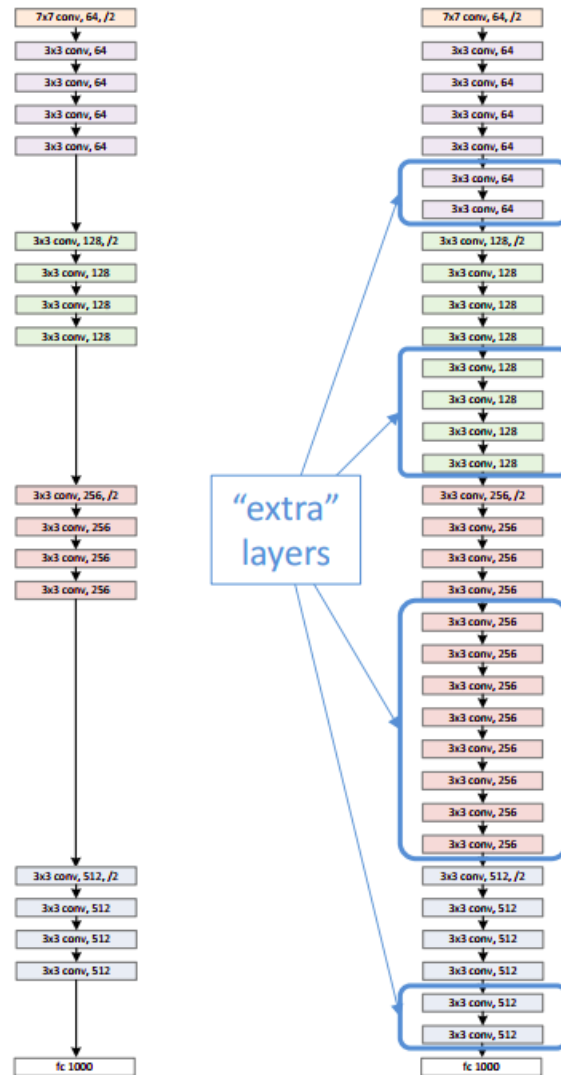 7x7 conv, 64, /2
3x3 conv, 64
3x3 conv, 64
3x3 conv, 64
3x3 conv, 64
3x3 conv, 128, /2
3x3 conv, 128
3x3 conv, 128
3x3 conv, 128
3x3 conv, 256, /2
3x3 conv, 256
3x3 conv, 256
3x3 conv, 256
3x3 conv, 512, /2
3x3 conv, 512
3x3 conv, 512
3x3 conv, 512
fc 1000
“extra”
layers
7x7 conv, 64, /2
3x3 conv, 64
3x3 conv, 64
3x3 conv, 64
3x3 conv, 64
3x3 conv, 64
3x3 conv, 64
3x3 conv, 128, /2
3x3 conv, 128
3x3 conv, 128
3x3 conv, 128
3x3 conv, 128
3x3 conv, 128
3x3 conv, 128
3x3 conv, 128
3x3 conv, 256, /2
3x3 conv, 256
3x3 conv, 256
3x3 conv, 256
3x3 conv, 256
3x3 conv, 256
3x3 conv, 256
3x3 conv, 256
3x3 conv, 256
3x3 conv, 256
3x3 conv, 256
3x3 conv, 256
3x3 conv, 512, /2
3x3 conv, 512
3x3 conv, 512
3x3 conv, 512
3x3 conv, 512
3x3 conv, 512
fc 1000